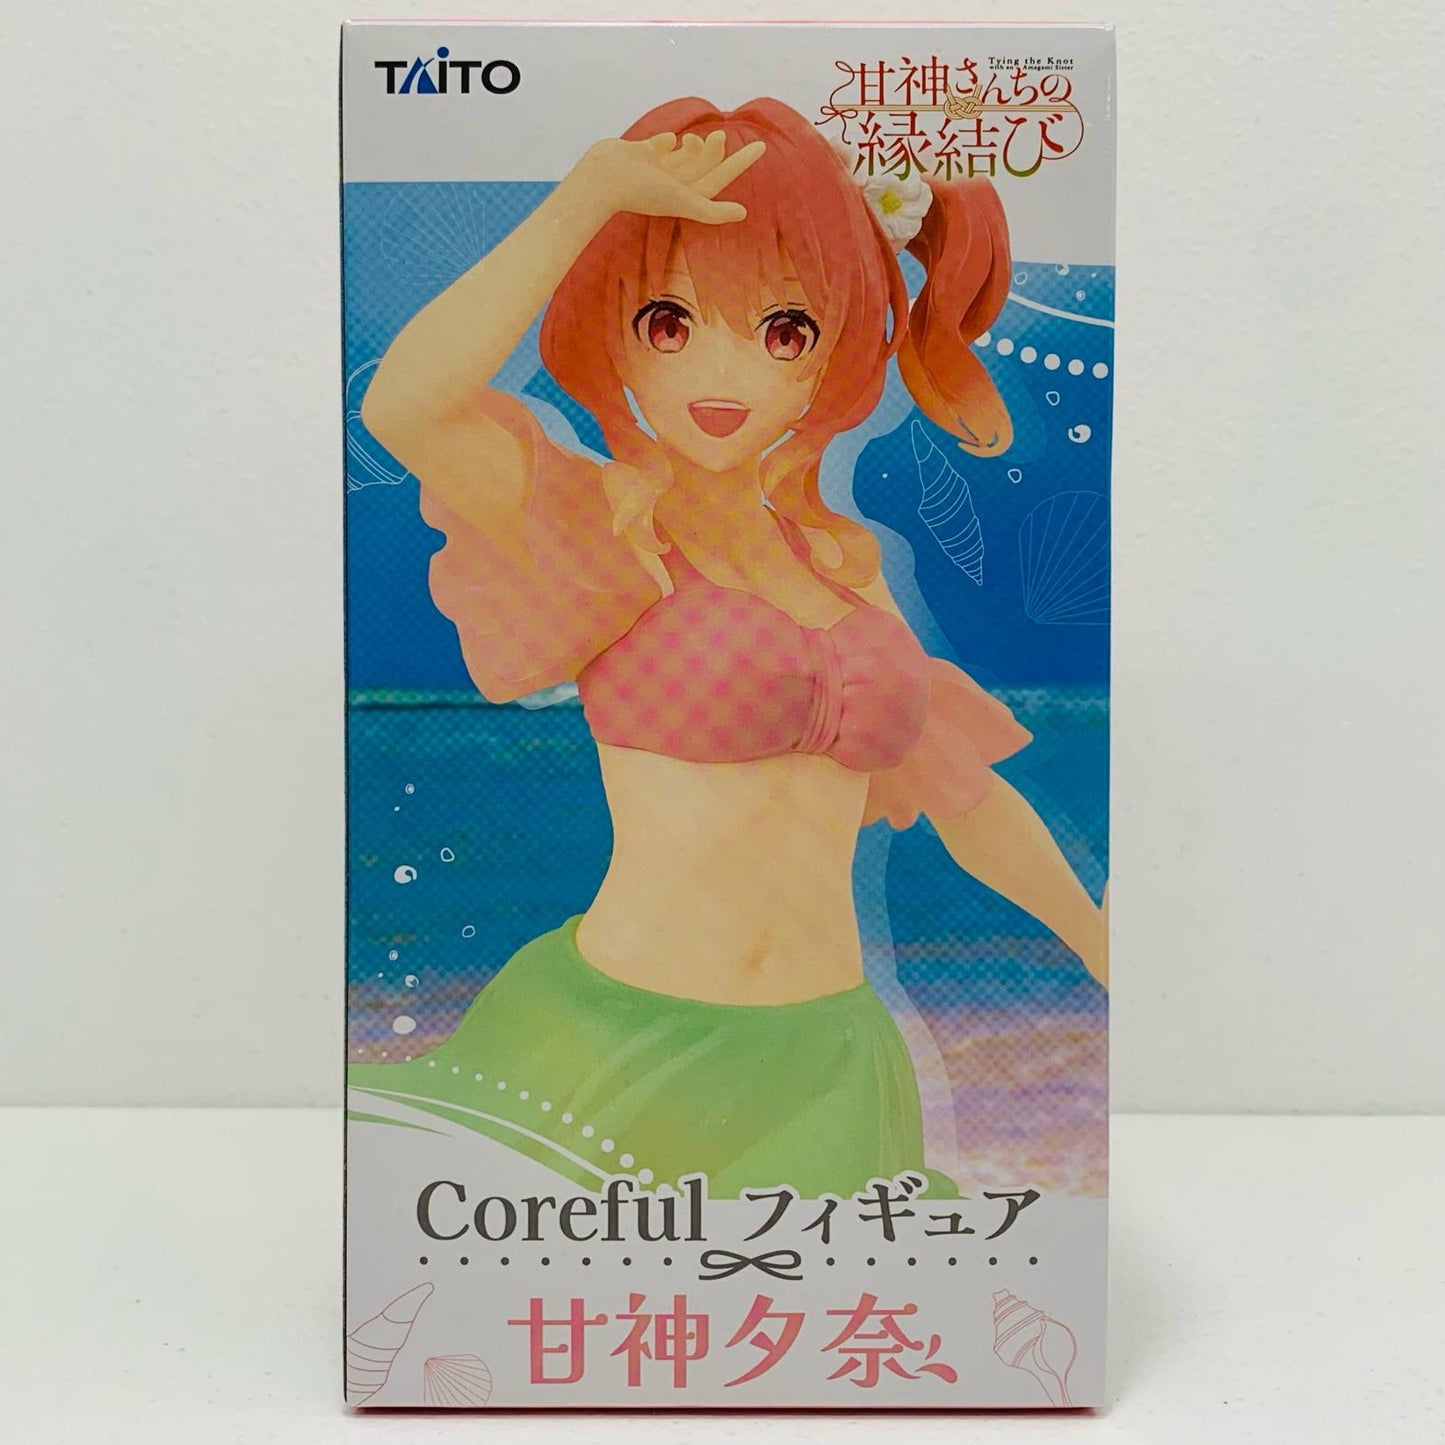 TAITO
Tying the Knot
with an Amagami Sister
甘神さんちの
縁結び
Coreful フィギュア
甘神夕奈